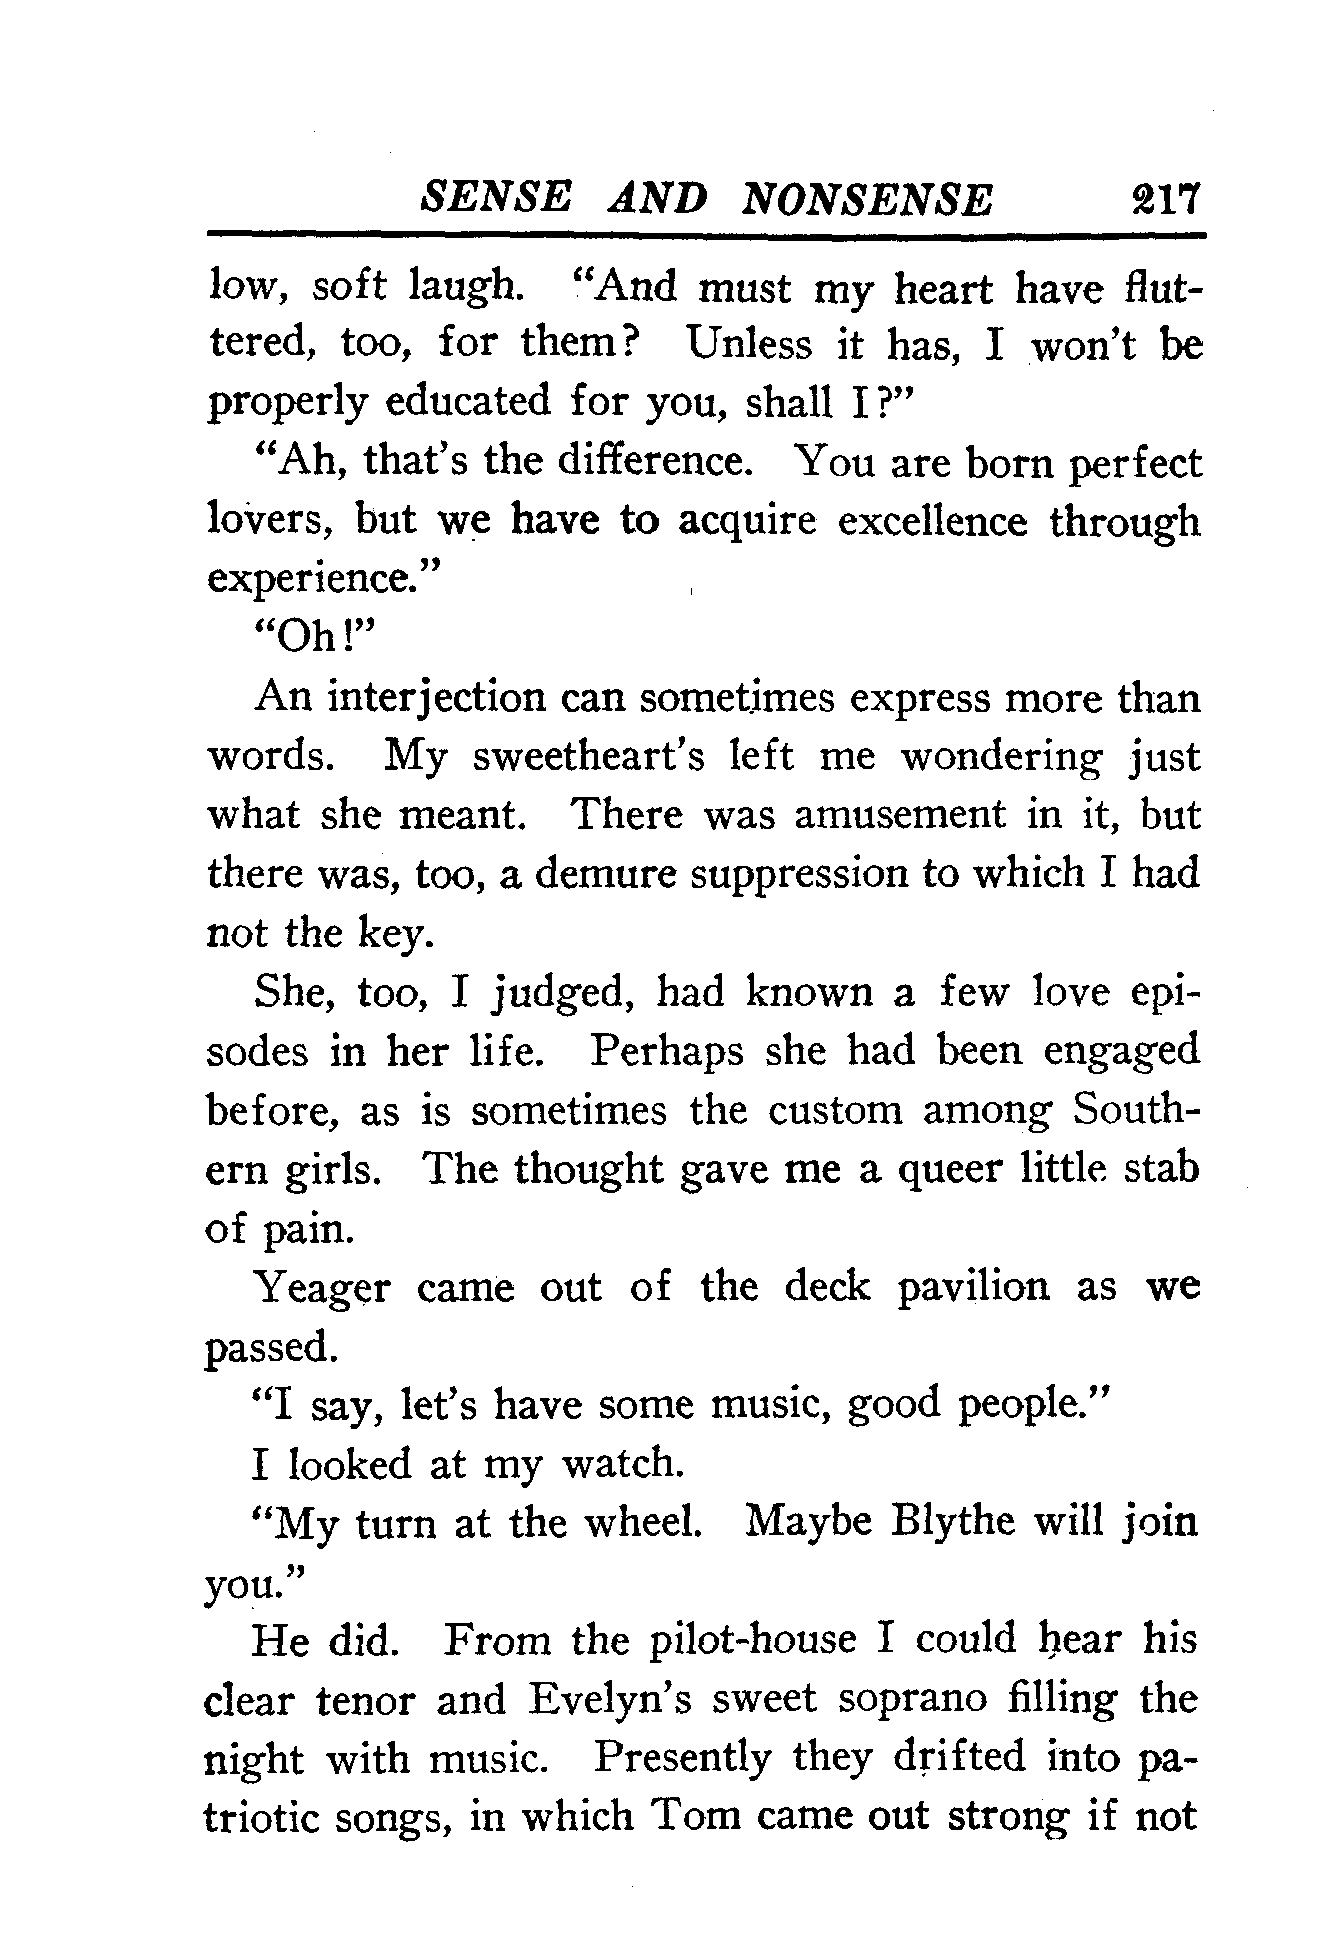 SENSE AND NONSENSE 217
low, soft laugh. “And must my heart have flut-
tered, too, for them? Unless it has, I won't be
properly educated for you, shall I?”
“Ah, that's the difference. You are born perfect
lovers, but we have to acquire excellence through
experience.”
“Oh!”
An interjection can sometimes express more than
words. My sweetheart's left me wondering just
what she meant. There was amusement in it, but
there was, too, a demure suppression to which I had
not the key.
She, too, I judged, had known a few love epi-
sodes in her life. Perhaps she had been engaged
before, as is sometimes the custom among South-
ern girls. The thought gave me a queer little stab
of pain.
Yeager came out of the deck pavilion as we
passed.
“I say, let's have some music, good people.”
I looked at my watch.
“My turn at the wheel. Maybe Blythe will join
you.”
He did. From the pilot-house I could hear his
clear tenor and Evelyn's sweet soprano filling the
night with music. Presently they drifted into pa-
triotic songs, in which Tom came out strong if not